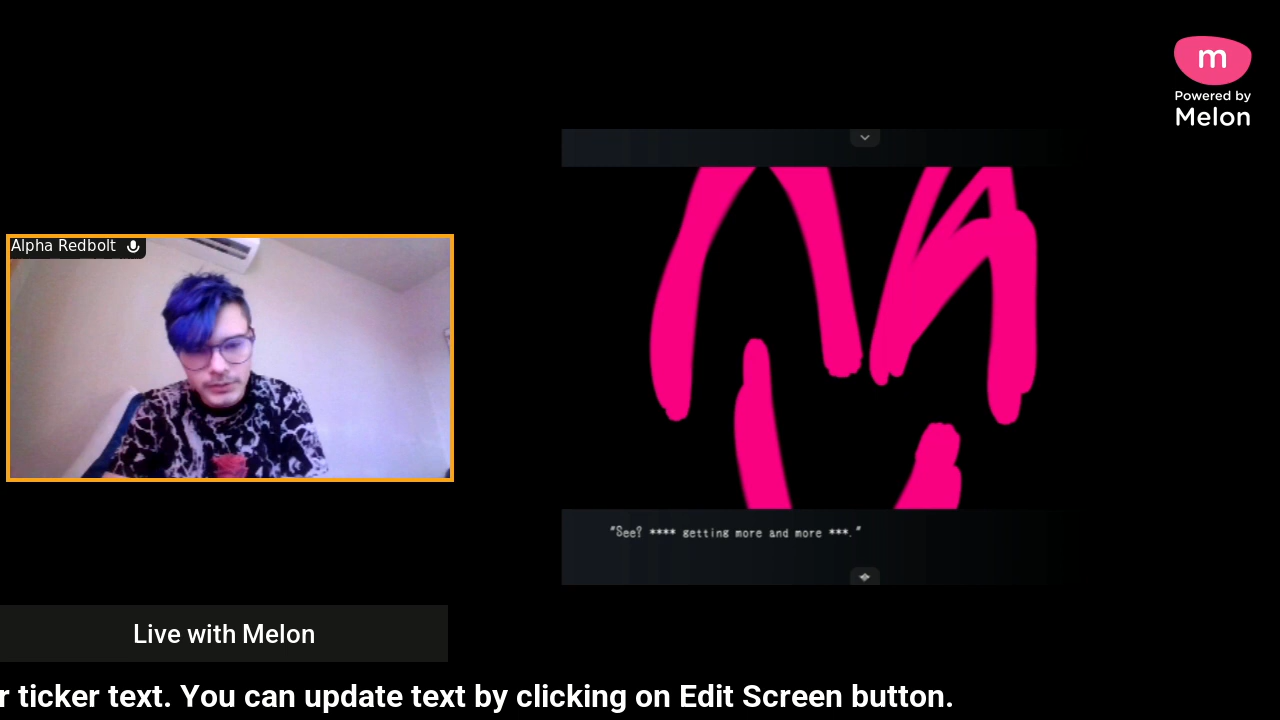 m
Powered by
Melon
Alpha Redbolt
"See? **** getting more and more ***."
Live with Melon
r ticker text. You can update text by clicking on Edit Screen button.